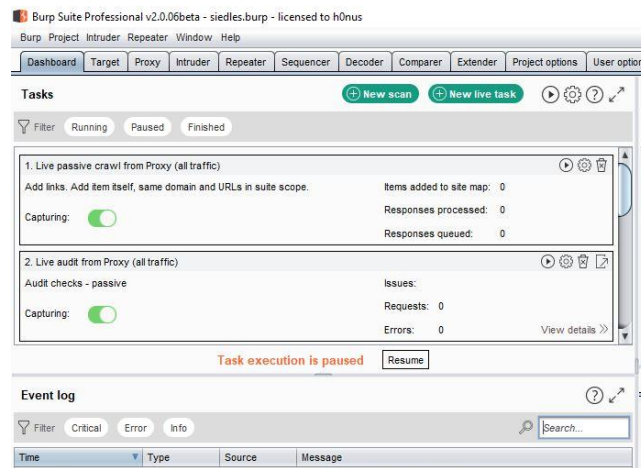 Burp Suite Professional v2.0.06beta - siedles.burp - licensed to h0nus
Burp Project Intruder Repeater Window Help
Dashboard Target Proxy Intruder Repeater Sequencer Decoder Comparer Extender Project options User option
Tasks New scan New live task
Filter Running Paused Finished
1. Live passive crawl from Proxy (all traffic)
Add links. Add item itself, same domain and URLs in suite scope. Items added to site map: 0
Responses processed: 0
Capturing:
Responses queued: 0
2. Live audit from Proxy (all traffic)
Audit checks - passive Issues:
Capturing: Requests: 0
Errors: 0 View details
Task execution is paused Resume
Event log
Filter Critical Error Info Search...
Time Type Source Message